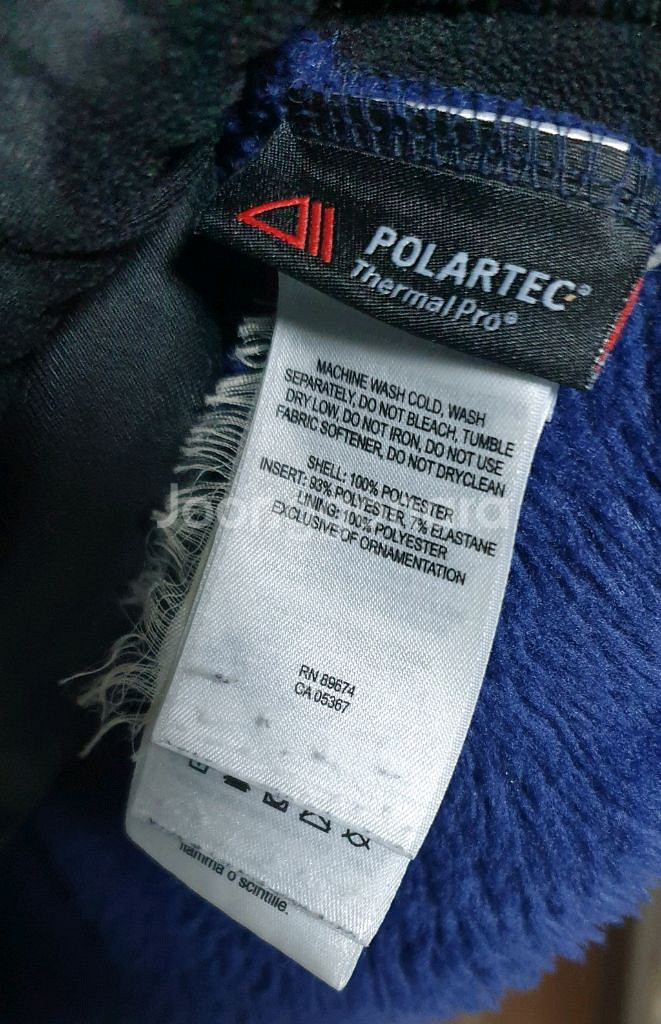 POLARTEC®
ThermalPro®
MACHINE WASH COLD, WASH
SEPARATELY, DO NOT BLEACH, TUMBLE
DRY LOW, DO NOT IRON, DO NOT USE
FABRIC SOFTENER, DO NOT DRYCLEAN
SHELL: 100% POLYESTER
INSERT: 93% POLYESTER, 7% ELASTANE
LINING: 100% POLYESTER
EXCLUSIVE OF ORNAMENTATION
RN 89674
CA 05367
fiamma o scintille.